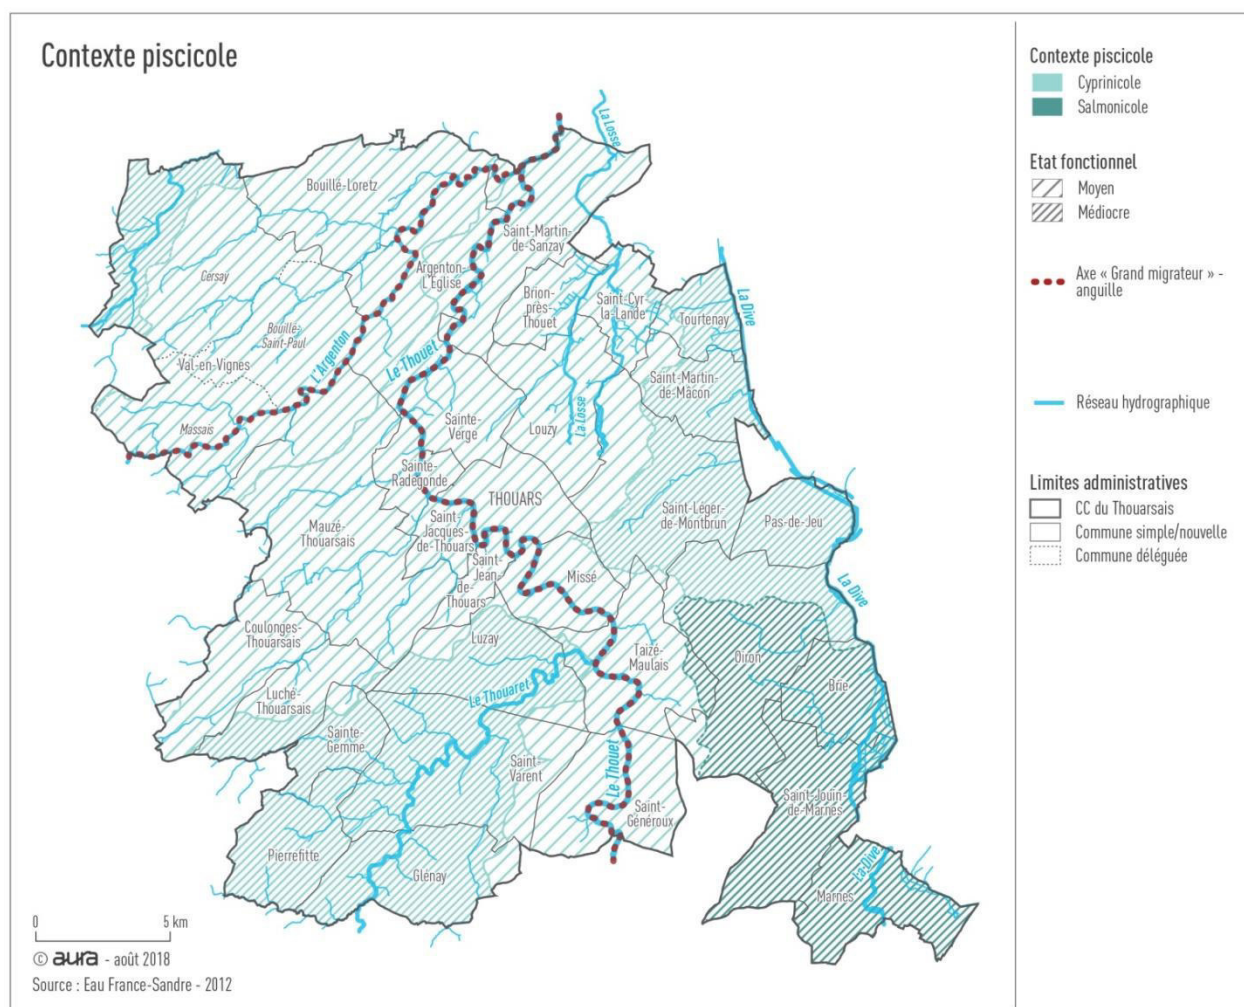 Contexte piscicole
La Losse
Bouillé-Loretz
Saint-Martin-
de-Sanzay
Cersay
Argenton-
L'Eglise
Brion-
près-
Thouet
Saint-Cyr-
la-Lande
Tourtenay
La Dive
Bouillé-
Saint-Paul
L'Argenton
Le Thouet
Val-en-Vignes
Saint-Martin-
de-Mâcon
Massais
Sainte-
Verge
Louzy
La Losse
Sainte-
Radegonde
THOUARS
Mauzé-
Thouarsais
Saint-
Jacques-
de-Thouars
Saint-Léger-
de-Montbrun
Pas-de-Jeu
Saint-
Jean-
de-
Thouars
Missé
La Dive
Coulonges-
Thouarsais
Luzay
Taizé-
Maulais
Oiron
Brie
Luché-
Thouarsais
Le Thouaret
Sainte-
Gemme
Saint-
Varent
Le Thouet
Saint-
Généroux
Saint-Jouin-
de-Marnes
Pierrefitte
Glénay
La Dive
Marnes
0 5 km
© aura - août 2018
Source : Eau France-Sandre - 2012
Contexte piscicole
Cyprinicole
Salmonicole
Etat fonctionnel
Moyen
Médiocre
Axe « Grand migrateur » -
anguille
Réseau hydrographique
Limites administratives
CC du Thouarsais
Commune simple/nouvelle
Commune déléguée